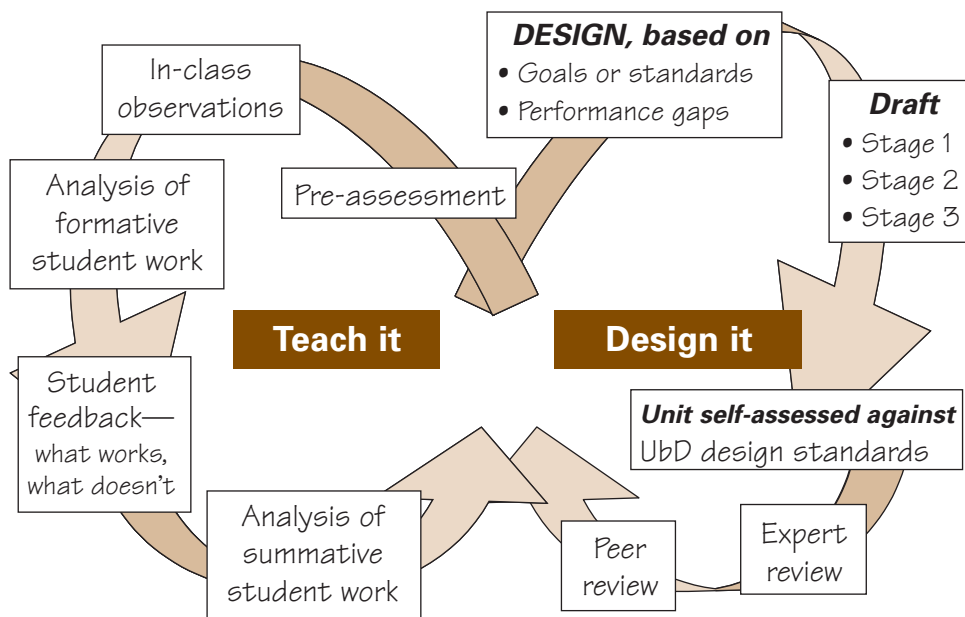 DESIGN, based on
• Goals or standards
• Performance gaps
Draft
• Stage 1
• Stage 2
• Stage 3
Design it
Unit self-assessed against
UbD design standards
Expert
review
Peer
review
Pre-assessment
In-class
observations
Analysis of
formative
student work
Teach it
Student
feedback—
what works,
what doesn't
Analysis of
summative
student work